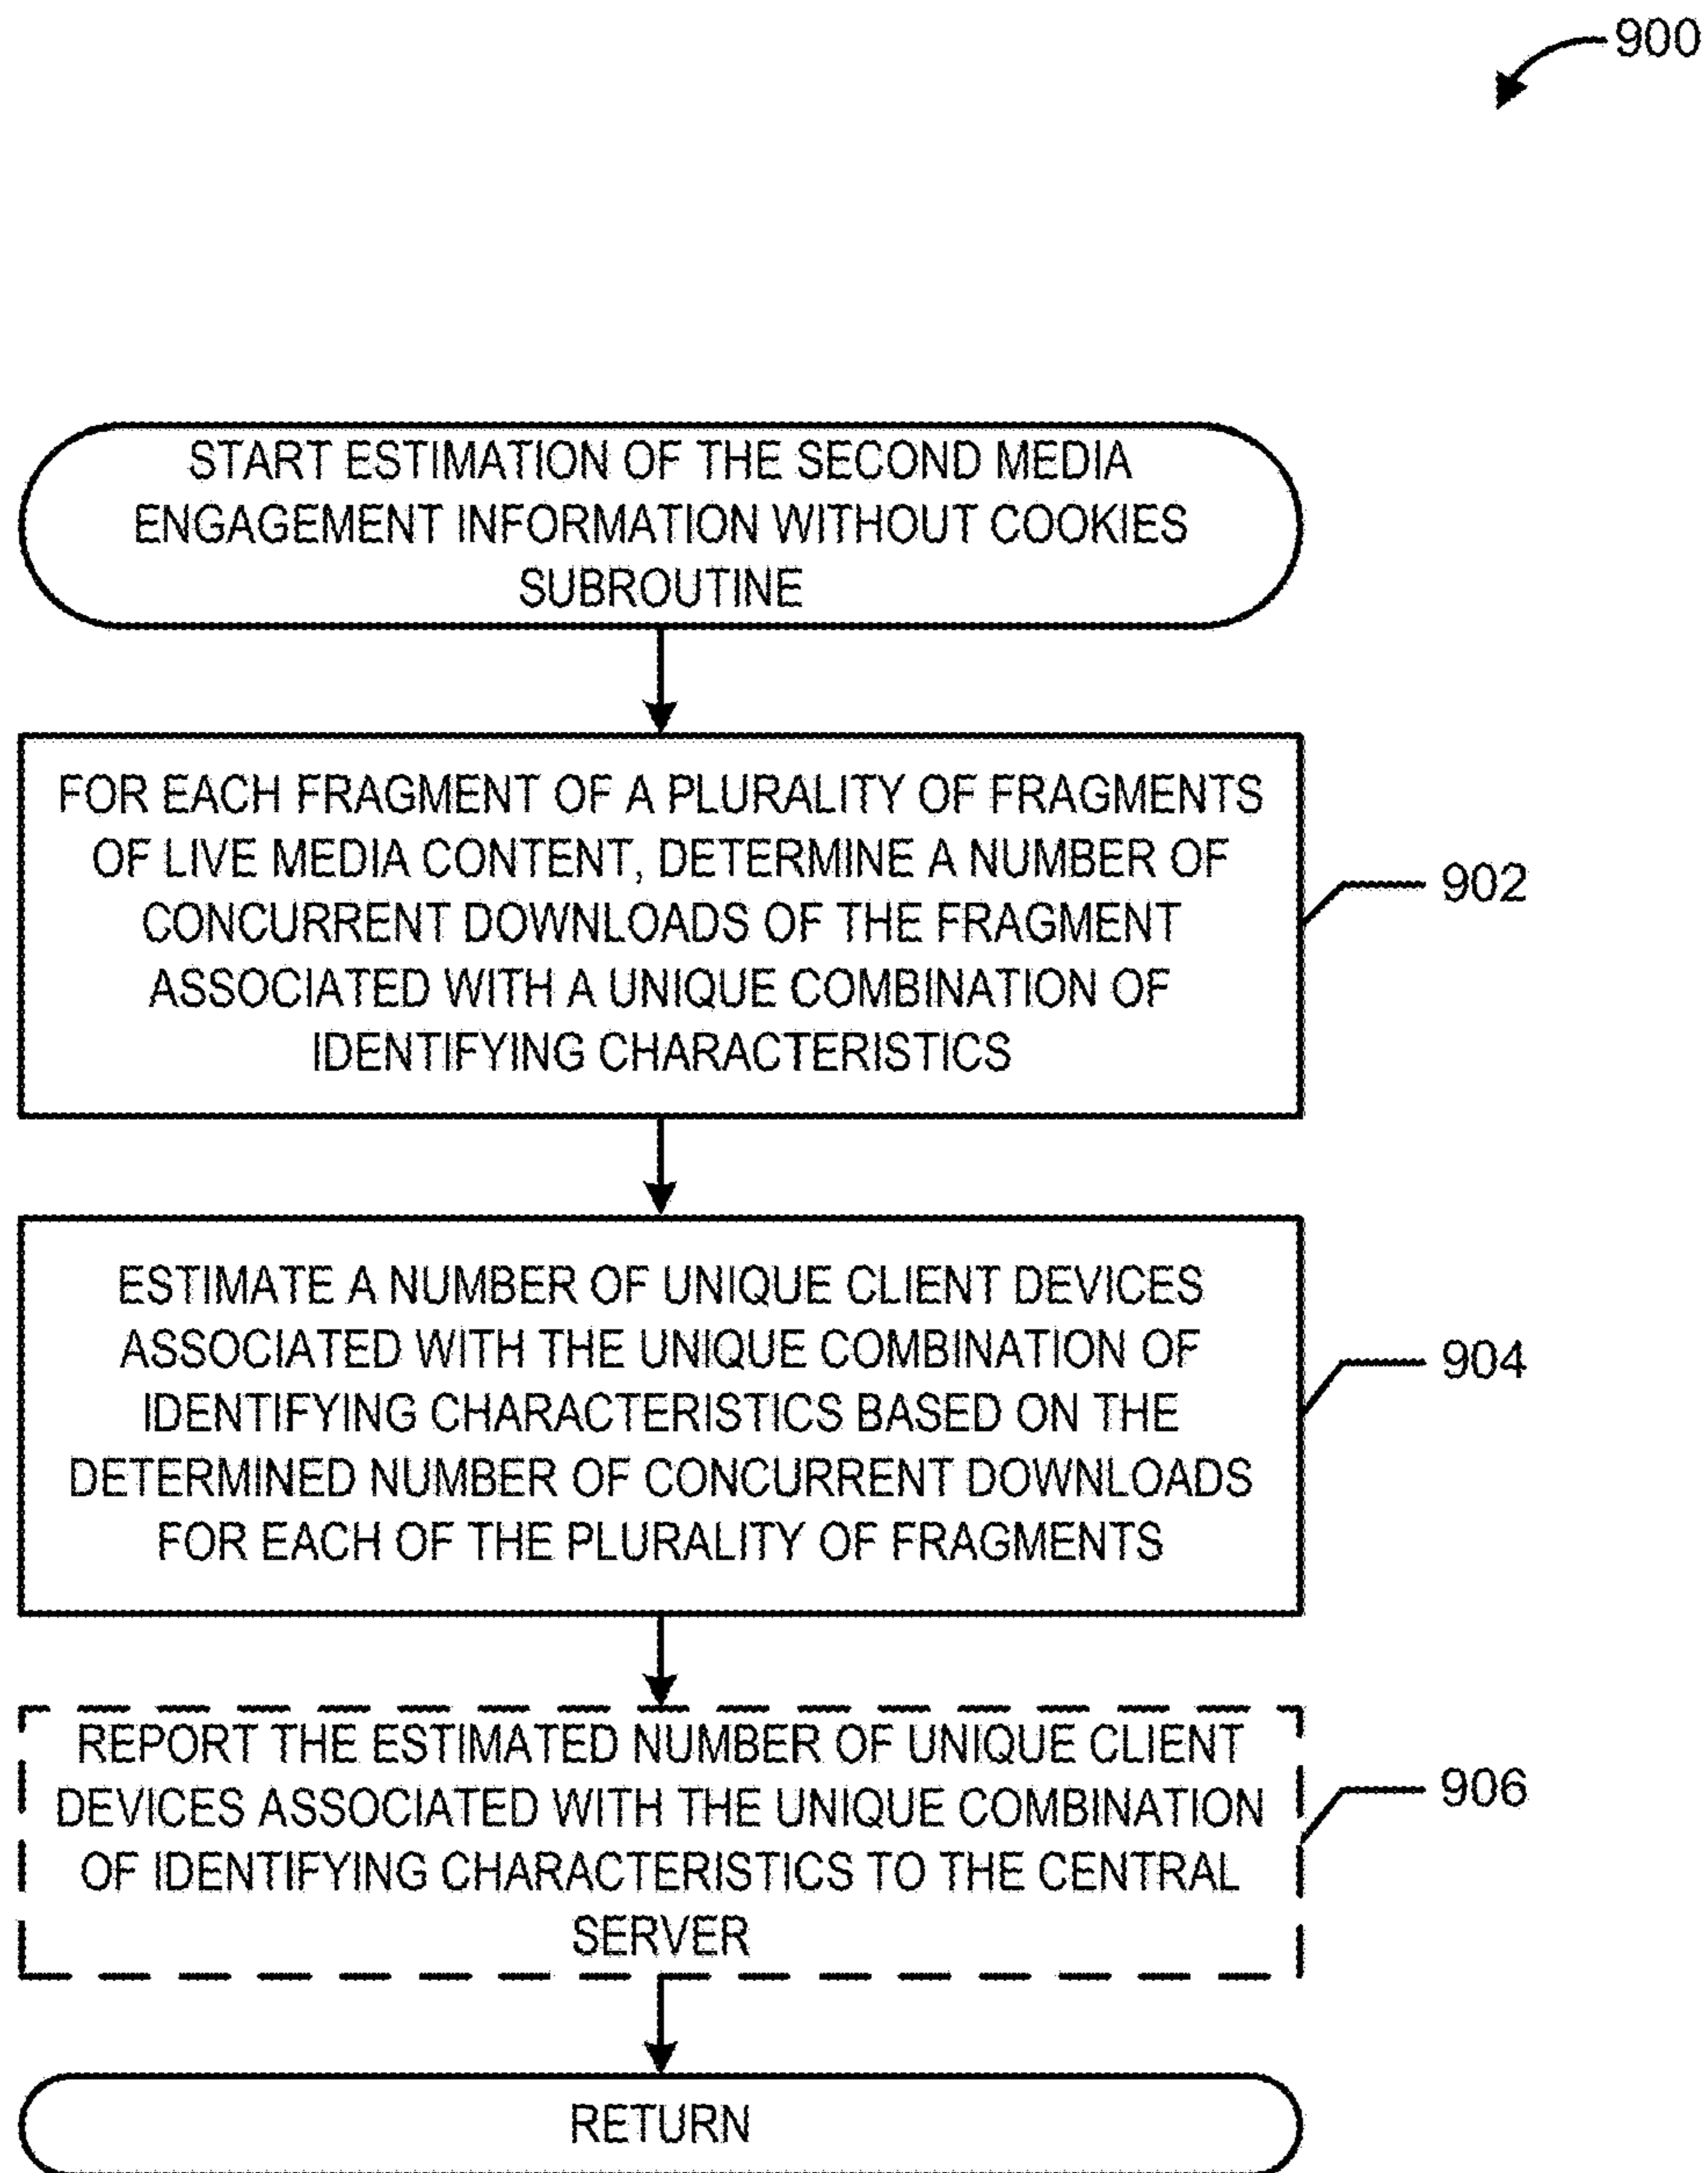 900
START ESTIMATION OF THE SECOND MEDIA
ENGAGEMENT INFORMATION WITHOUT COOKIES
SUBROUTINE
FOR EACH FRAGMENT OF A PLURALITY OF FRAGMENTS
OF LIVE MEDIA CONTENT, DETERMINE A NUMBER OF
CONCURRENT DOWNLOADS OF THE FRAGMENT
ASSOCIATED WITH A UNIQUE COMBINATION OF
IDENTIFYING CHARACTERISTICS
902
ESTIMATE A NUMBER OF UNIQUE CLIENT DEVICES
ASSOCIATED WITH THE UNIQUE COMBINATION OF
IDENTIFYING CHARACTERISTICS BASED ON THE
DETERMINED NUMBER OF CONCURRENT DOWNLOADS
FOR EACH OF THE PLURALITY OF FRAGMENTS
904
REPORT THE ESTIMATED NUMBER OF UNIQUE CLIENT
DEVICES ASSOCIATED WITH THE UNIQUE COMBINATION
OF IDENTIFYING CHARACTERISTICS TO THE CENTRAL
SERVER
906
RETURN